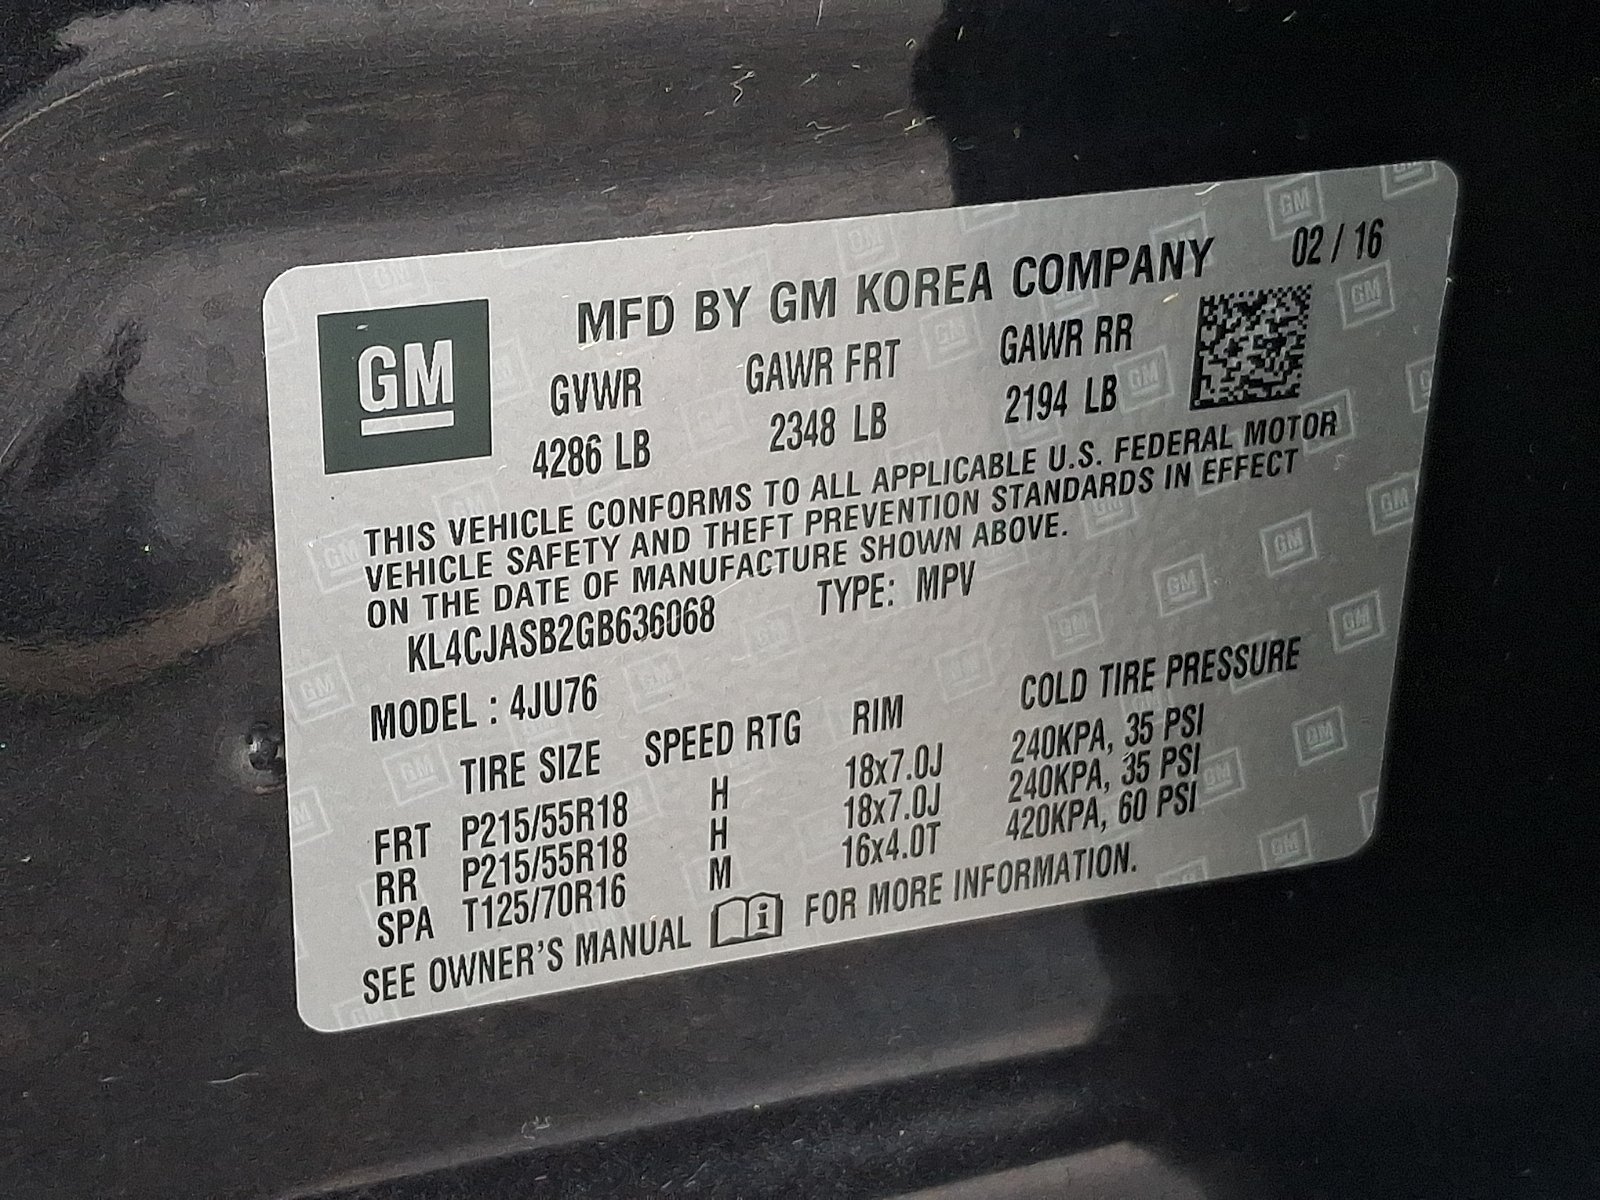 GM
MFD BY GM KOREA COMPANY 02 / 16
GVWR GAWR FRT GAWR RR
4286 LB 2348 LB 2194 LB
THIS VEHICLE CONFORMS TO ALL APPLICABLE U.S. FEDERAL MOTOR
VEHICLE SAFETY AND THEFT PREVENTION STANDARDS IN EFFECT
ON THE DATE OF MANUFACTURE SHOWN ABOVE.
KL4CJASB2GB636068 TYPE: MPV
MODEL : 4JU76
TIRE SIZE SPEED RTG RIM COLD TIRE PRESSURE
FRT P215/55R18 H 18x7.0J 240KPA, 35 PSI
RR P215/55R18 H 18x7.0J 240KPA, 35 PSI
SPA T125/70R16 M 16x4.0T 420KPA, 60 PSI
SEE OWNER'S MANUAL i FOR MORE INFORMATION.